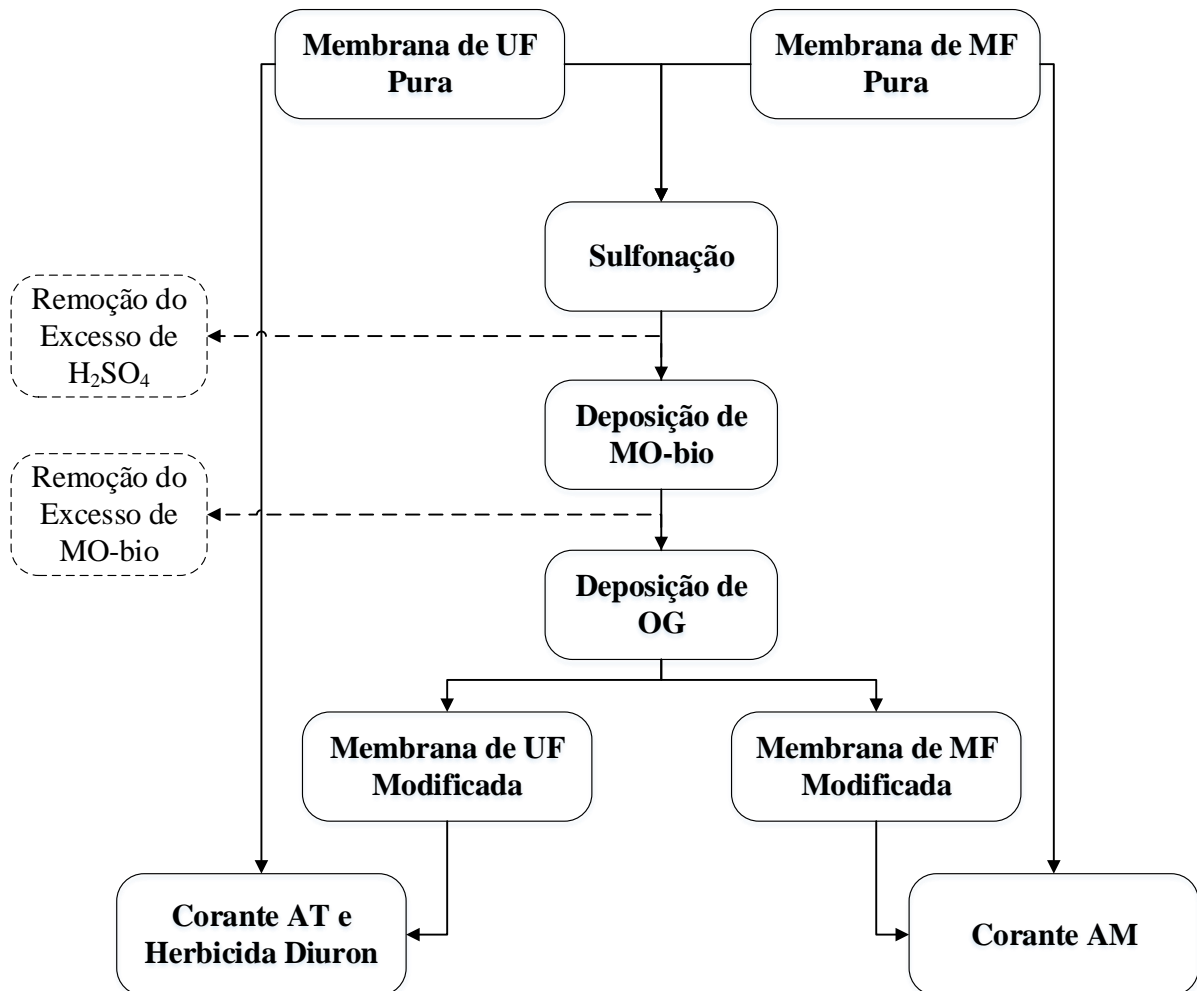 Membrana de UF
Pura
Membrana de MF
Pura
Sulfonação
Remoção do
Excesso de
H₂SO₄
Deposição de
MO-bio
Remoção do
Excesso de
MO-bio
Deposição de
OG
Membrana de UF
Modificada
Membrana de MF
Modificada
Corante AT e
Herbicida Diuron
Corante AM